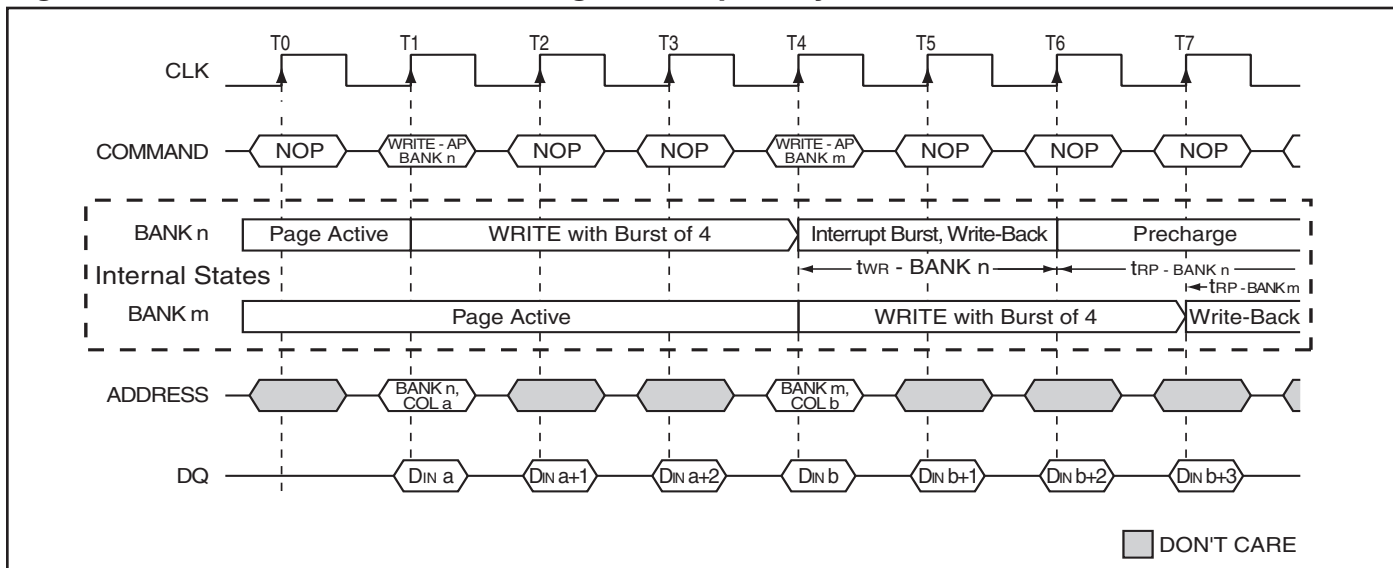 T0 T1 T2 T3 T4 T5 T6 T7
CLK
COMMAND NOP WRITE - AP BANK n NOP NOP WRITE - AP BANK m NOP NOP NOP
BANK n Page Active WRITE with Burst of 4 Interrupt Burst, Write-Back Precharge
tWR - BANK n tRP - BANK n
Internal States
tRP - BANK m
BANK m Page Active WRITE with Burst of 4 Write-Back
ADDRESS BANK n, COL a BANK m, COL b
DQ DIN a DIN a+1 DIN a+2 DIN b DIN b+1 DIN b+2 DIN b+3
DON'T CARE